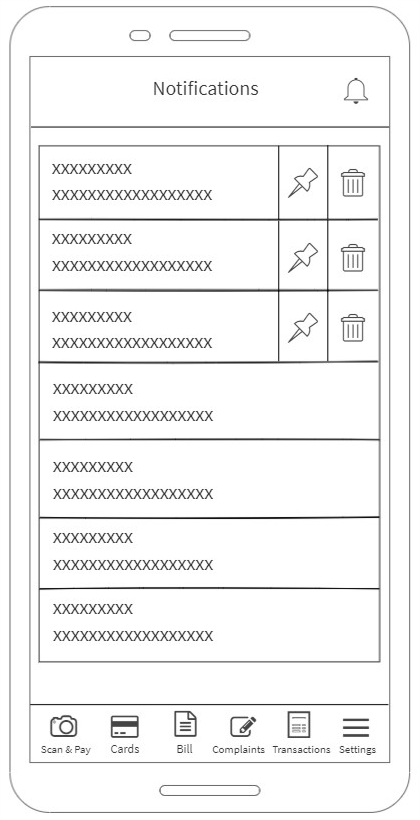 Notifications
XXXXXXXXX
XXXXXXXXXXXXXXXXXX
XXXXXXXXX
XXXXXXXXXXXXXXXXXX
XXXXXXXXX
XXXXXXXXXXXXXXXXXX
XXXXXXXXX
XXXXXXXXXXXXXXXXXX
XXXXXXXXX
XXXXXXXXXXXXXXXXXX
XXXXXXXXX
XXXXXXXXXXXXXXXXXX
XXXXXXXXX
XXXXXXXXXXXXXXXXXX
Scan & Pay Cards Bill Complaints Transactions Settings